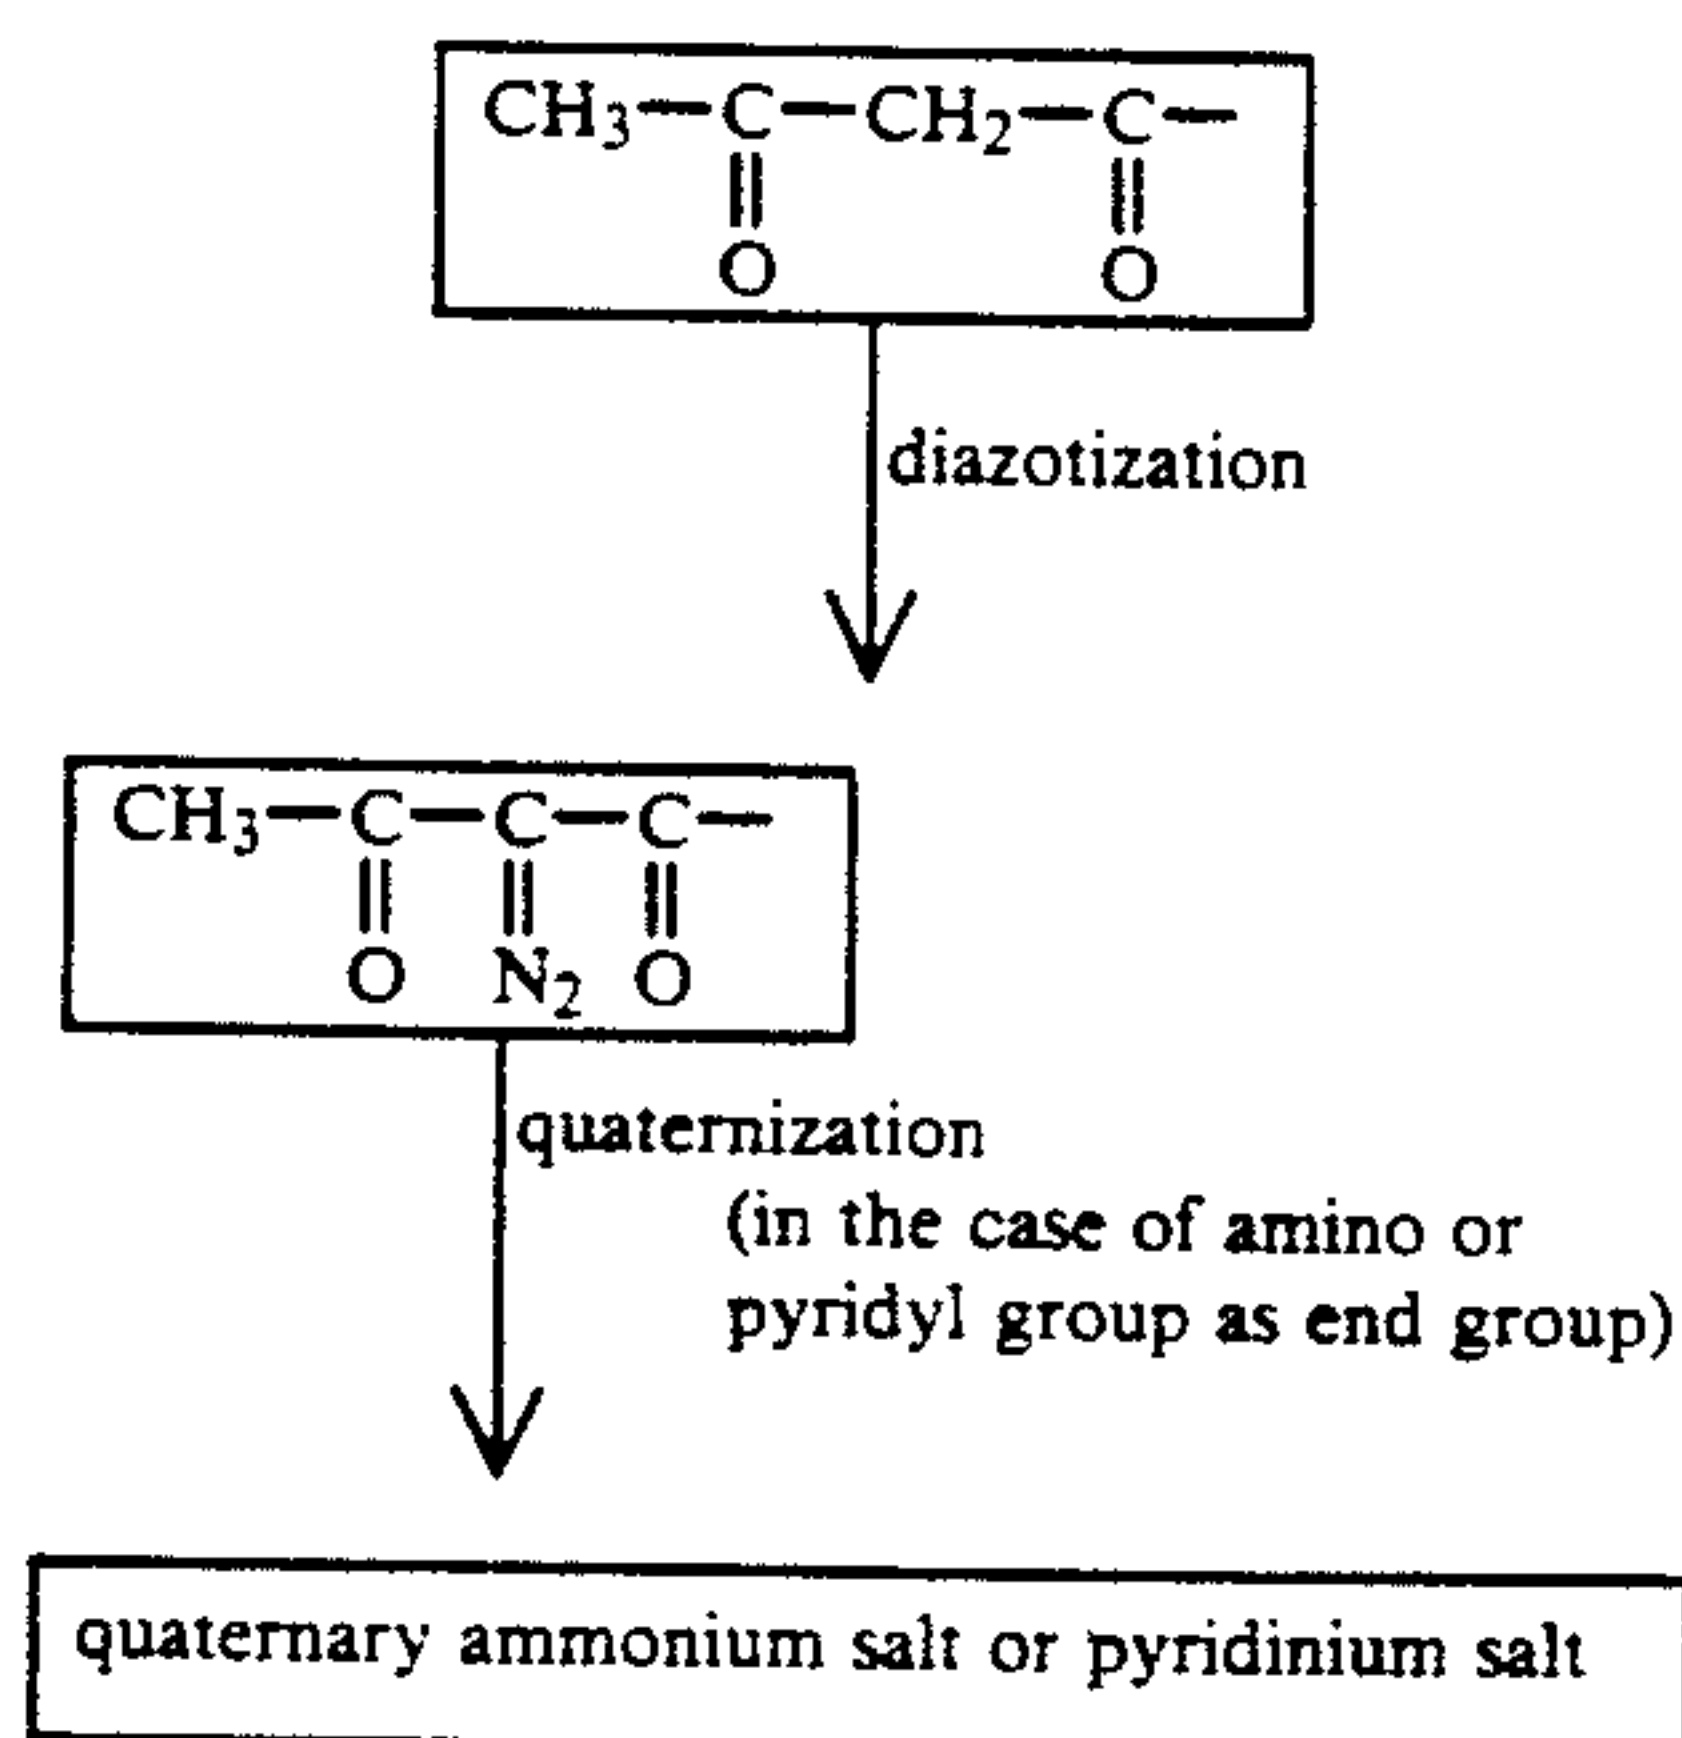 CH3—C—CH2—C—
O O
diazotization
CH3—C—C—C—
O N2 O
quaternization
(in the case of amino or
pyridyl group as end group)
quaternary ammonium salt or pyridinium salt